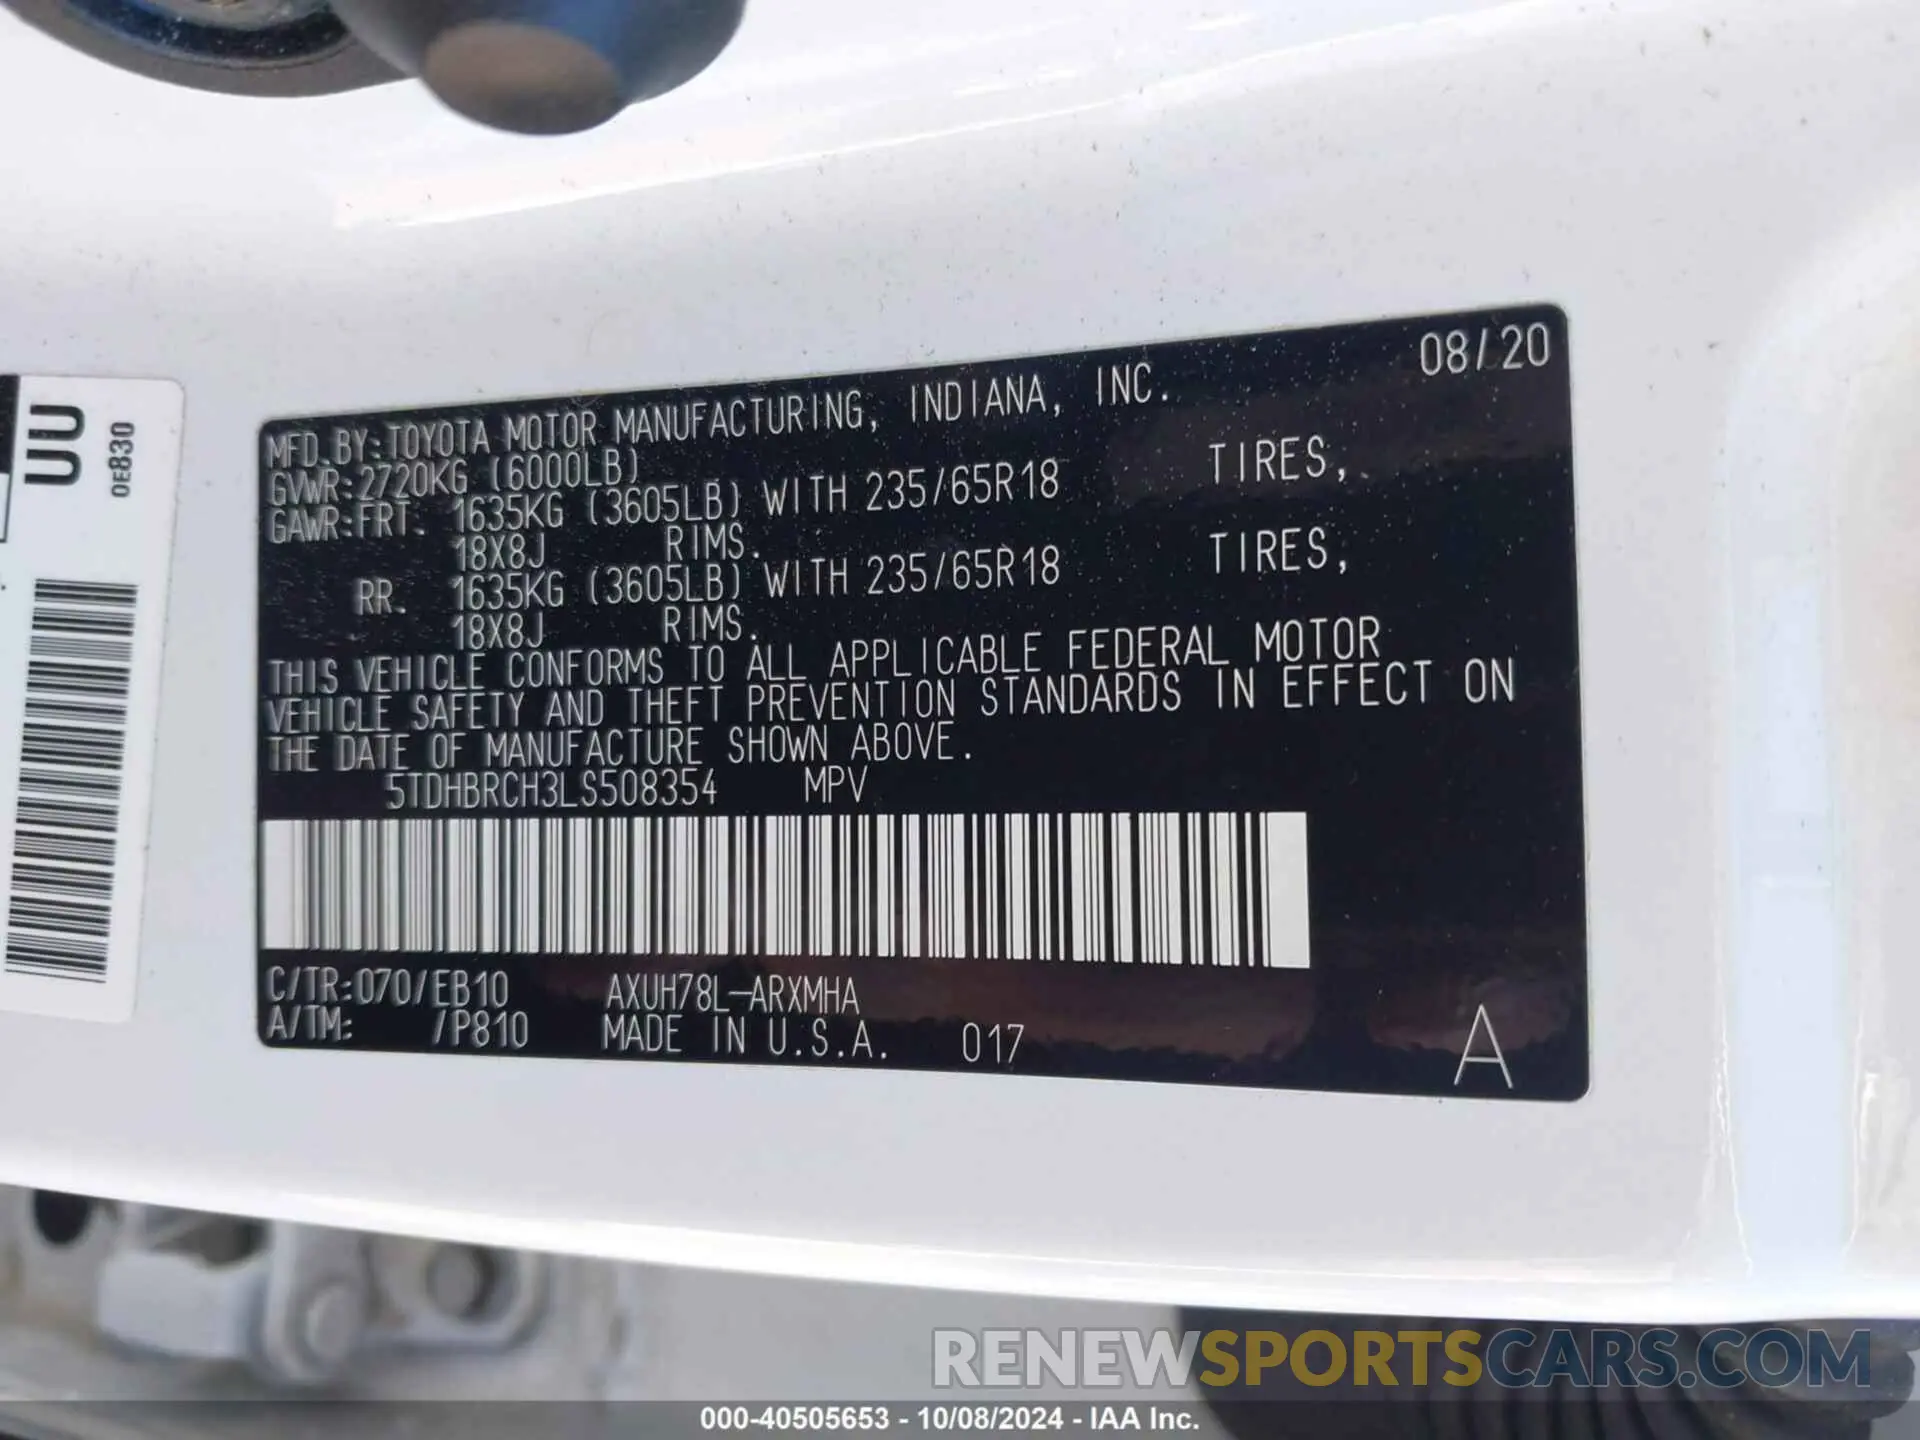 08/20
MFD.BY:TOYOTA MOTOR MANUFACTURING, INDIANA, INC.
GVWR:2720KG (6000LB)
GAWR:FRT. 1635KG (3605LB) WITH 235/65R18 TIRES,
18X8J RIMS.
RR. 1635KG (3605LB) WITH 235/65R18 TIRES,
18X8J RIMS.
THIS VEHICLE CONFORMS TO ALL APPLICABLE FEDERAL MOTOR
VEHICLE SAFETY AND THEFT PREVENTION STANDARDS IN EFFECT ON
THE DATE OF MANUFACTURE SHOWN ABOVE.
5TDHBRCH3LS508354 MPV
C/TR:070/EB10 AXUH78L-ARXMHA
A/TM: /P810 MADE IN U.S.A. 017 A
UU
0E830
RENEWSPORTSCARS.COM
000-40505653 - 10/08/2024 - IAA Inc.